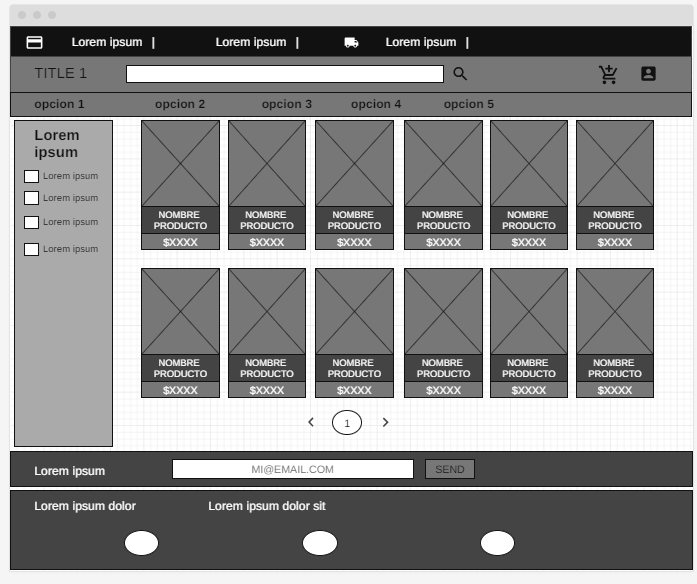 Lorem ipsum | Lorem ipsum | Lorem ipsum |
TITLE 1
opcion 1 opcion 2 opcion 3 opcion 4 opcion 5
Lorem
ipsum
Lorem ipsum
Lorem ipsum
Lorem ipsum
Lorem ipsum
NOMBRE NOMBRE NOMBRE NOMBRE NOMBRE NOMBRE
PRODUCTO PRODUCTO PRODUCTO PRODUCTO PRODUCTO PRODUCTO
$XXXX $XXXX $XXXX $XXXX $XXXX $XXXX
NOMBRE NOMBRE NOMBRE NOMBRE NOMBRE NOMBRE
PRODUCTO PRODUCTO PRODUCTO PRODUCTO PRODUCTO PRODUCTO
$XXXX $XXXX $XXXX $XXXX $XXXX $XXXX
1
Lorem ipsum MI@EMAIL.COM SEND
Lorem ipsum dolor Lorem ipsum dolor sit